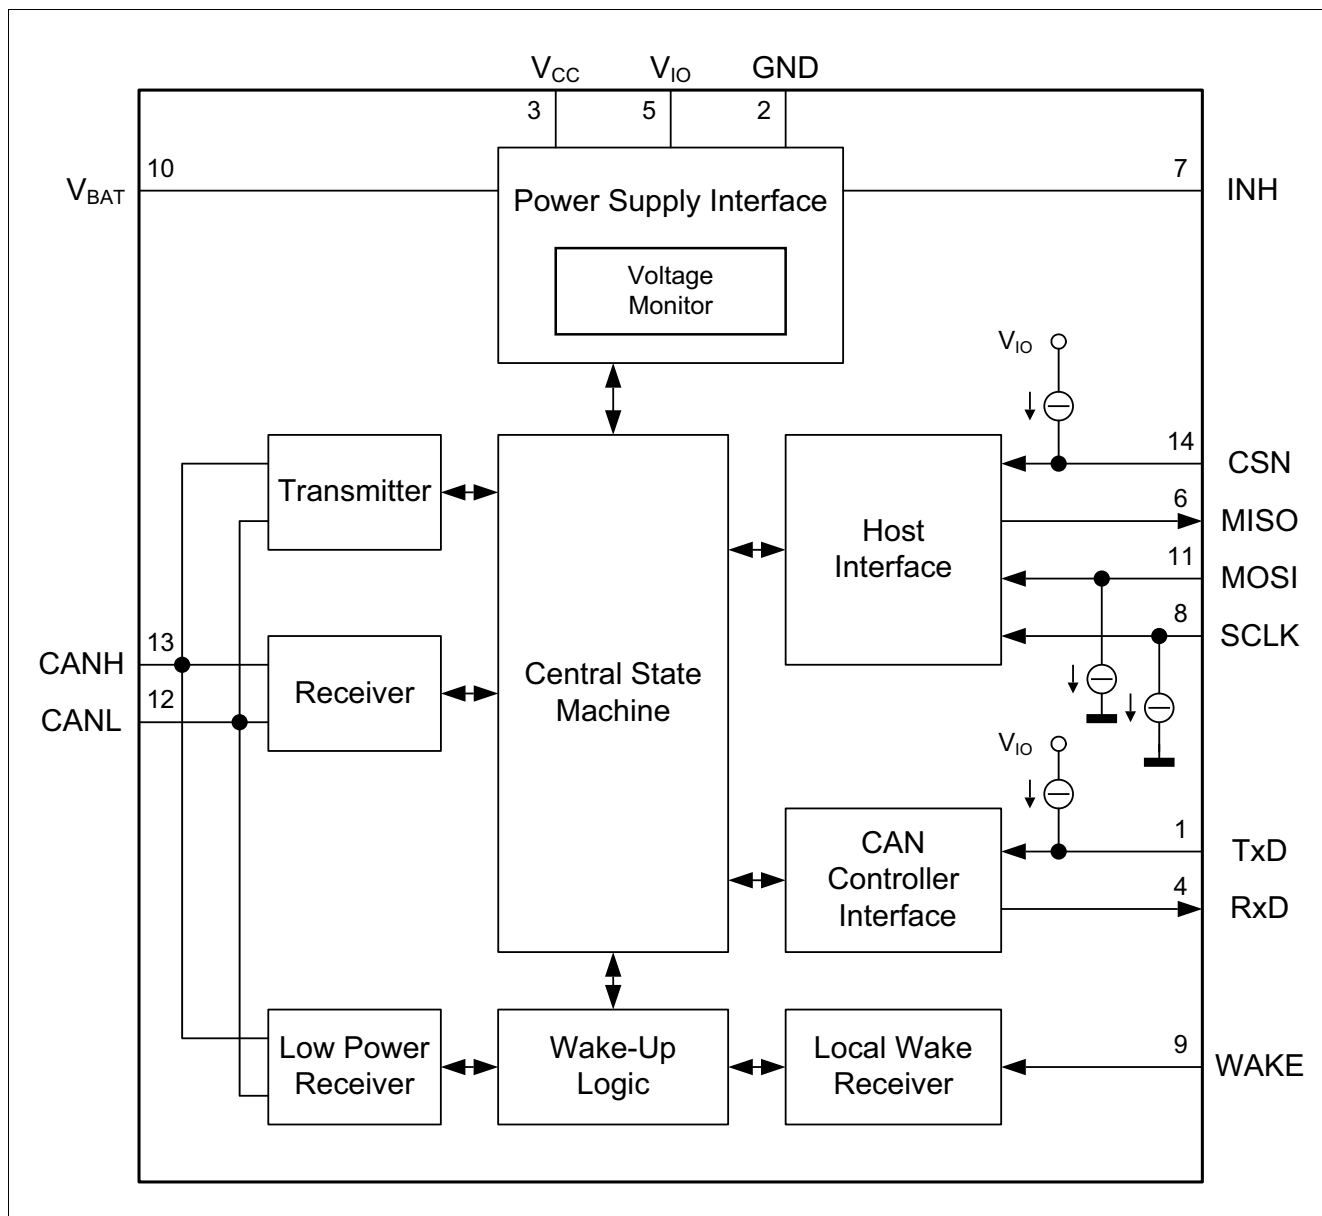 VCC VIO GND
3 5 2
10 7
VBAT INH
Power Supply Interface
Voltage
Monitor
VIO
14
CSN
Transmitter
6
MISO
Host
Interface
11
MOSI
8
SCLK
13
CANH
12
CANL
Receiver
Central State
Machine
VIO
1
TxD
CAN
Controller
Interface
4
RxD
Low Power
Receiver
Wake-Up
Logic
Local Wake
Receiver
9
WAKE